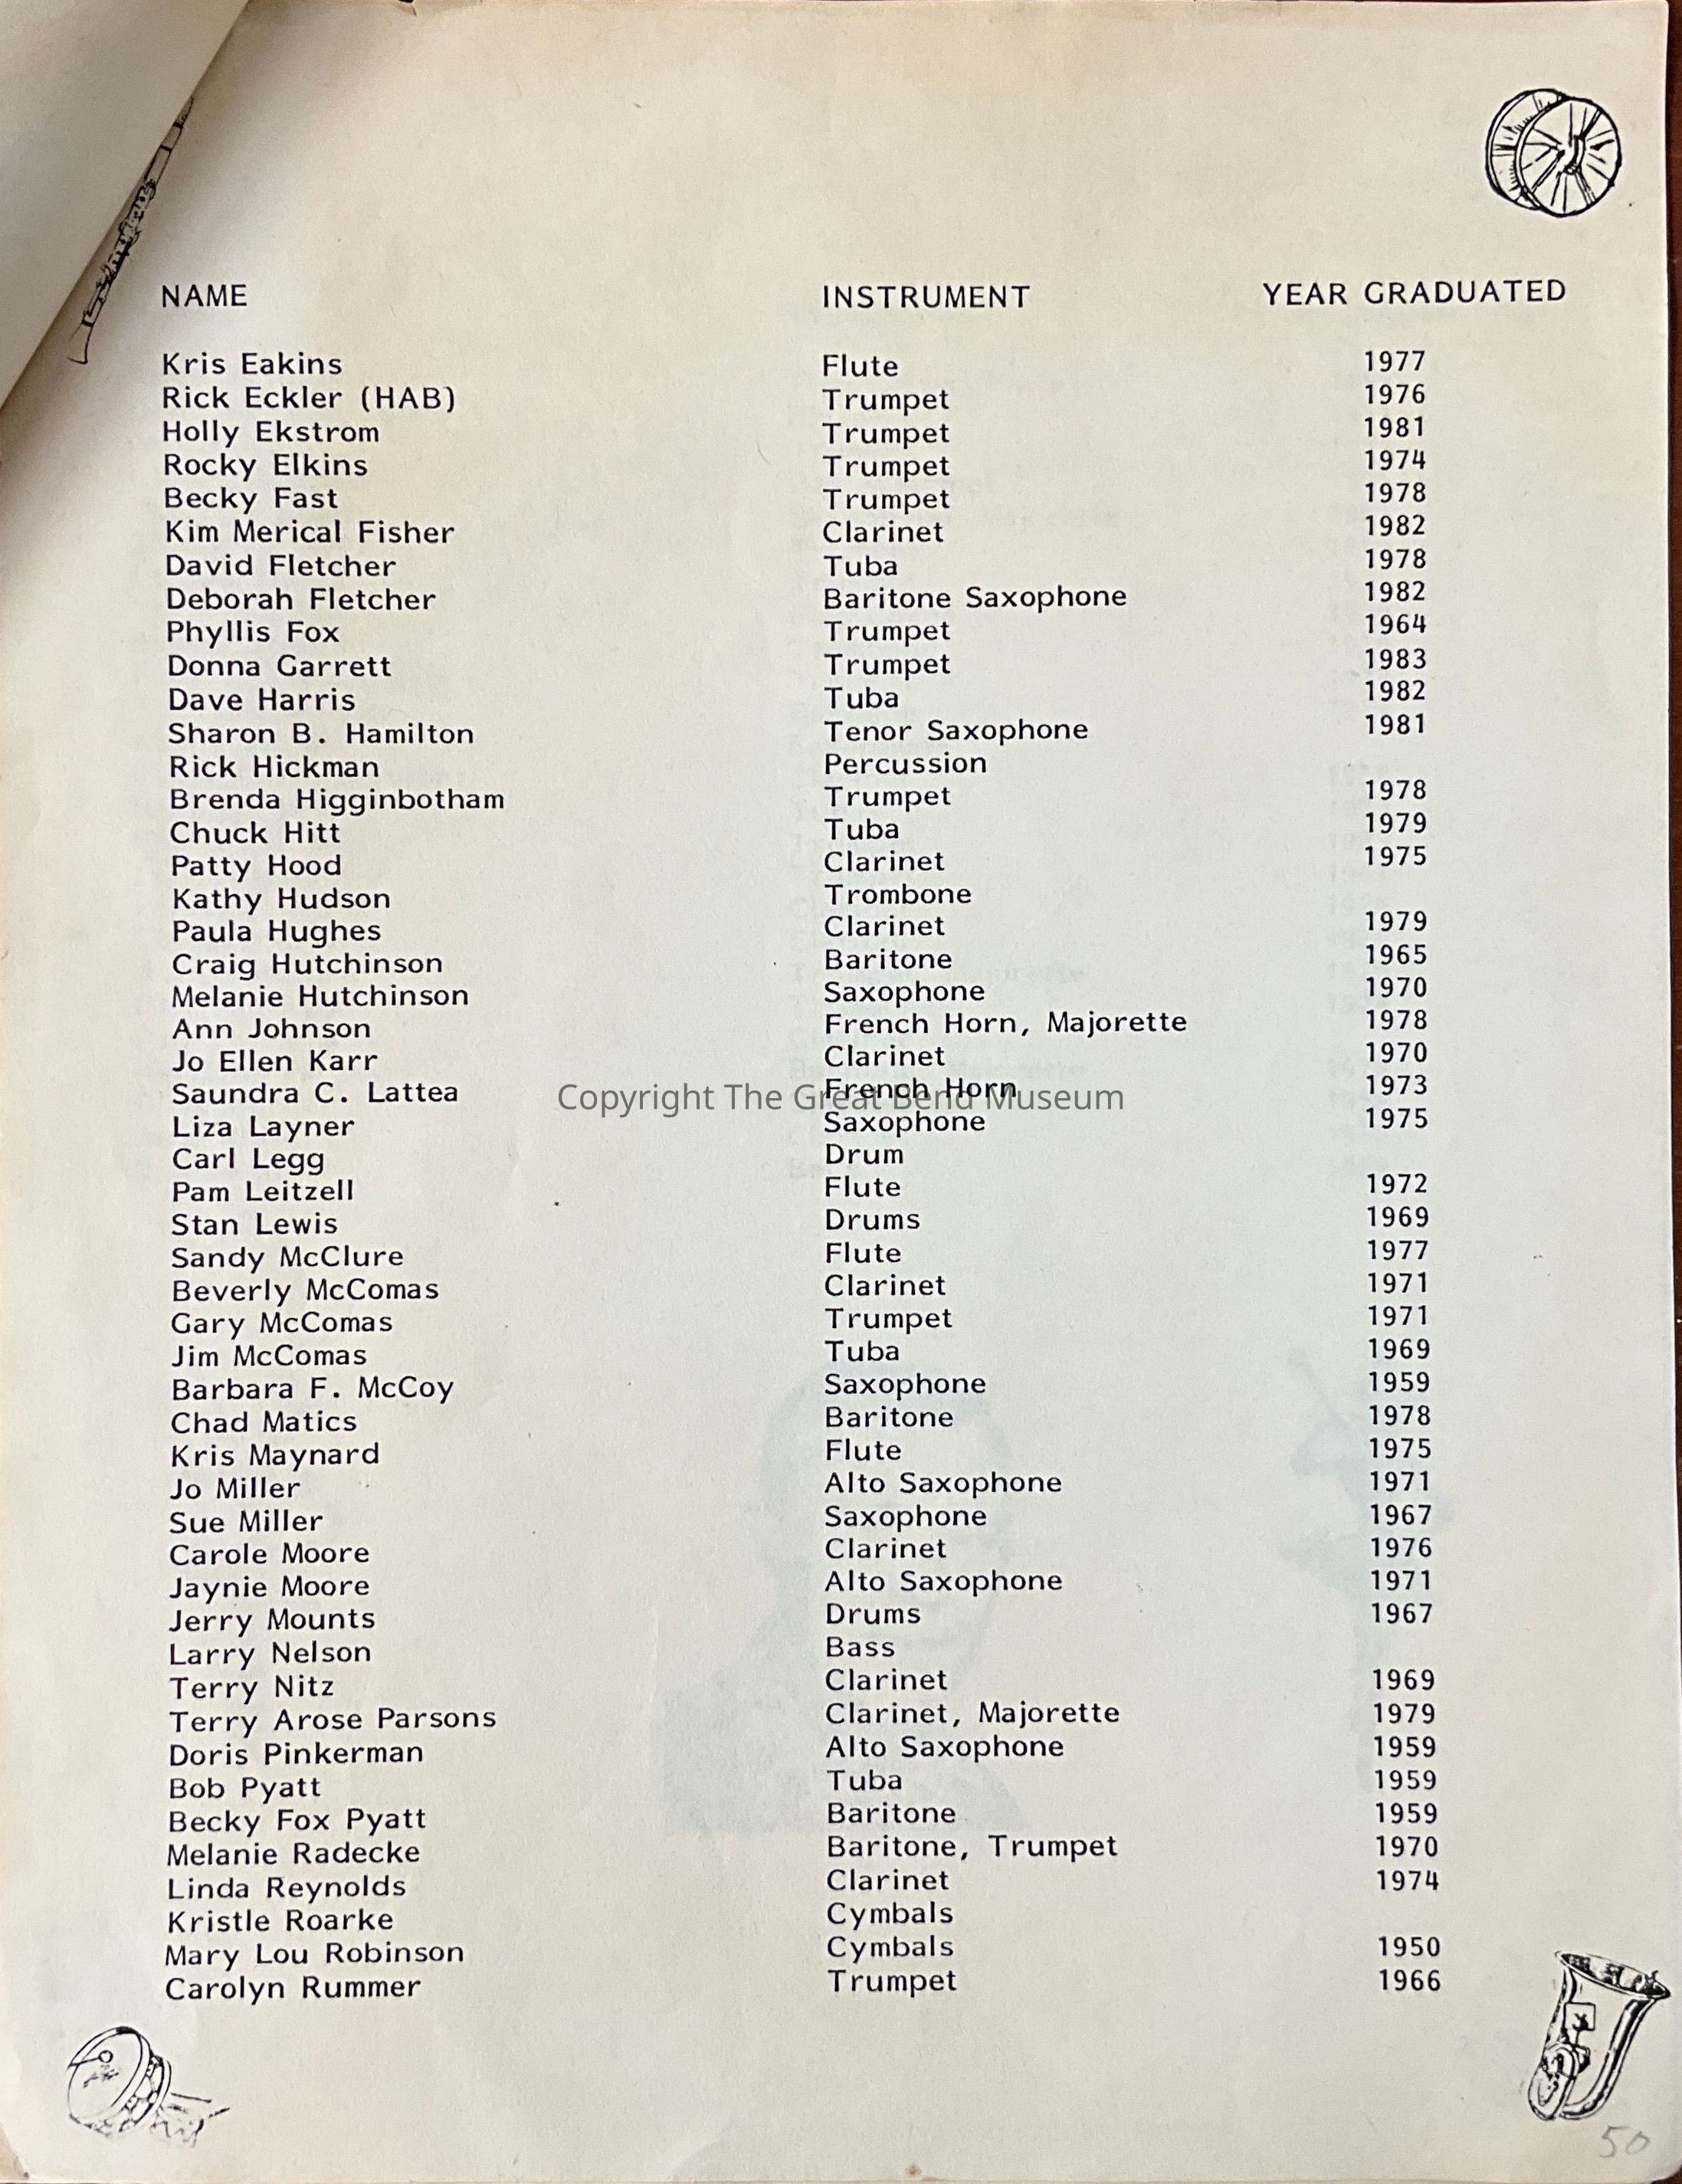 NAME INSTRUMENT YEAR GRADUATED
Kris Eakins Flute 1977
Rick Eckler (HAB) Trumpet 1976
Holly Ekstrom Trumpet 1981
Rocky Elkins Trumpet 1974
Becky Fast Trumpet 1978
Kim Merical Fisher Clarinet 1982
David Fletcher Tuba 1978
Deborah Fletcher Baritone Saxophone 1982
Phyllis Fox Trumpet 1964
Donna Garrett Trumpet 1983
Dave Harris Tuba 1982
Sharon B. Hamilton Tenor Saxophone 1981
Rick Hickman Percussion
Brenda Higginbotham Trumpet 1978
Chuck Hitt Tuba 1979
Patty Hood Clarinet 1975
Kathy Hudson Trombone
Paula Hughes Clarinet 1979
Craig Hutchinson Baritone 1965
Melanie Hutchinson Saxophone 1970
Ann Johnson French Horn, Majorette 1978
Jo Ellen Karr Clarinet 1970
Saundra C. Lattea French Horn 1973
Copyright The Great Bend Museum
Liza Layner Saxophone 1975
Carl Legg Drum
Pam Leitzell Flute 1972
Stan Lewis Drums 1969
Sandy McClure Flute 1977
Beverly McComas Clarinet 1971
Gary McComas Trumpet 1971
Jim McComas Tuba 1969
Barbara F. McCoy Saxophone 1959
Chad Matics Baritone 1978
Kris Maynard Flute 1975
Jo Miller Alto Saxophone 1971
Sue Miller Saxophone 1967
Carole Moore Clarinet 1976
Jaynie Moore Alto Saxophone 1971
Jerry Mounts Drums 1967
Larry Nelson Bass
Terry Nitz Clarinet 1969
Terry Arose Parsons Clarinet, Majorette 1979
Doris Pinkerman Alto Saxophone 1959
Bob Pyatt Tuba 1959
Becky Fox Pyatt Baritone 1959
Melanie Radecke Baritone, Trumpet 1970
Linda Reynolds Clarinet 1974
Kristle Roarke Cymbals
Mary Lou Robinson Cymbals 1950
Carolyn Rummer Trumpet 1966
50